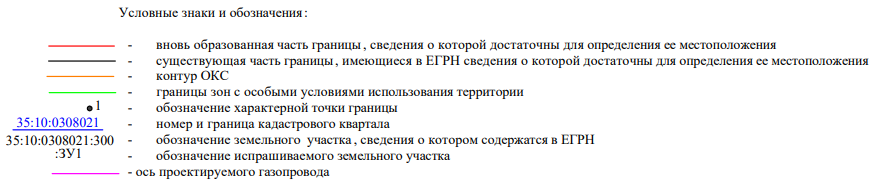 Условные знаки и обозначения:
- вновь образованная часть границы, сведения о которой достаточны для определения ее местоположения
- существующая часть границы, имеющиеся в ЕГРН сведения о которой достаточны для определения ее местоположения
- контур ОКС
- границы зон с особыми условиями использования территории
1 - обозначение характерной точки границы
35:10:0308021 - номер и граница кадастрового квартала
35:10:0308021:300 - обозначение земельного участка, сведения о котором содержатся в ЕГРН
:ЗУ1 - обозначение испрашиваемого земельного участка
- ось проектируемого газопровода